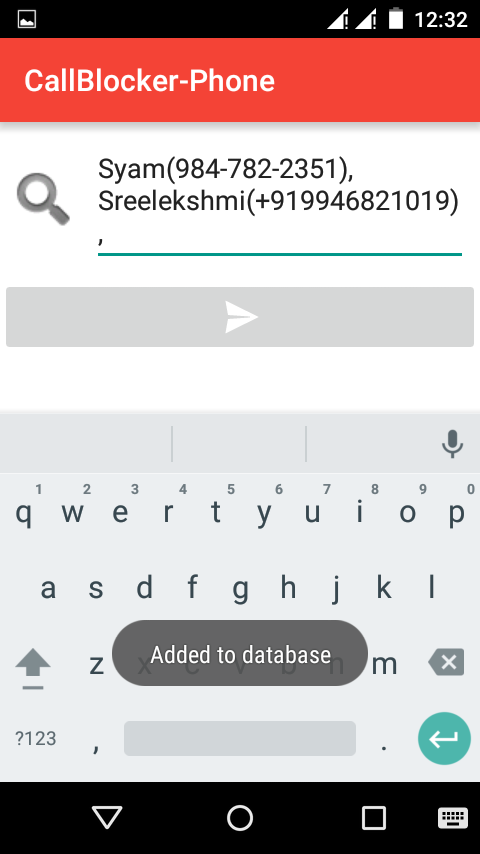 12:32
CallBlocker-Phone
Syam(984-782-2351),
Sreelekshmi(+919946821019)
,
1 2 3 4 5 6 7 8 9 0
q w e r t y u i o p
a s d f g h j k l
z x c v b n m
Added to database
?123 , .